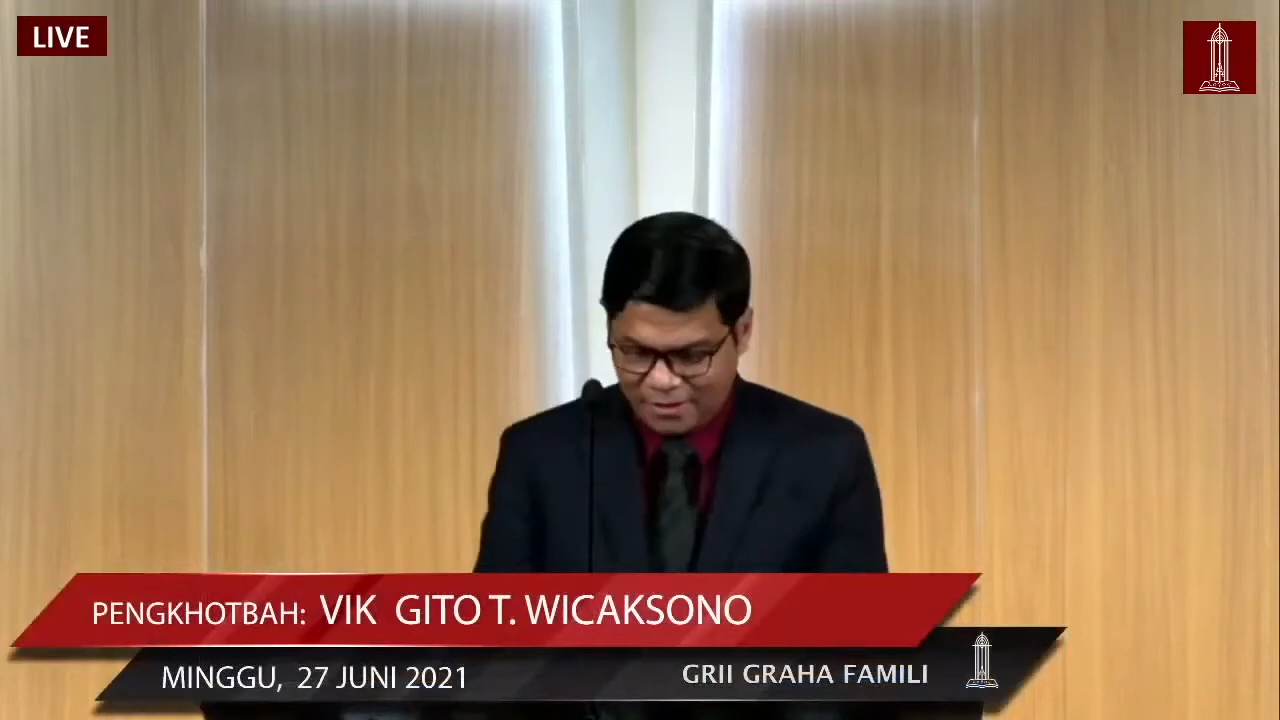 LIVE
PENGKHOTBAH: VIK GITO T. WICAKSONO
MINGGU, 27 JUNI 2021
GRII GRAHA FAMILI